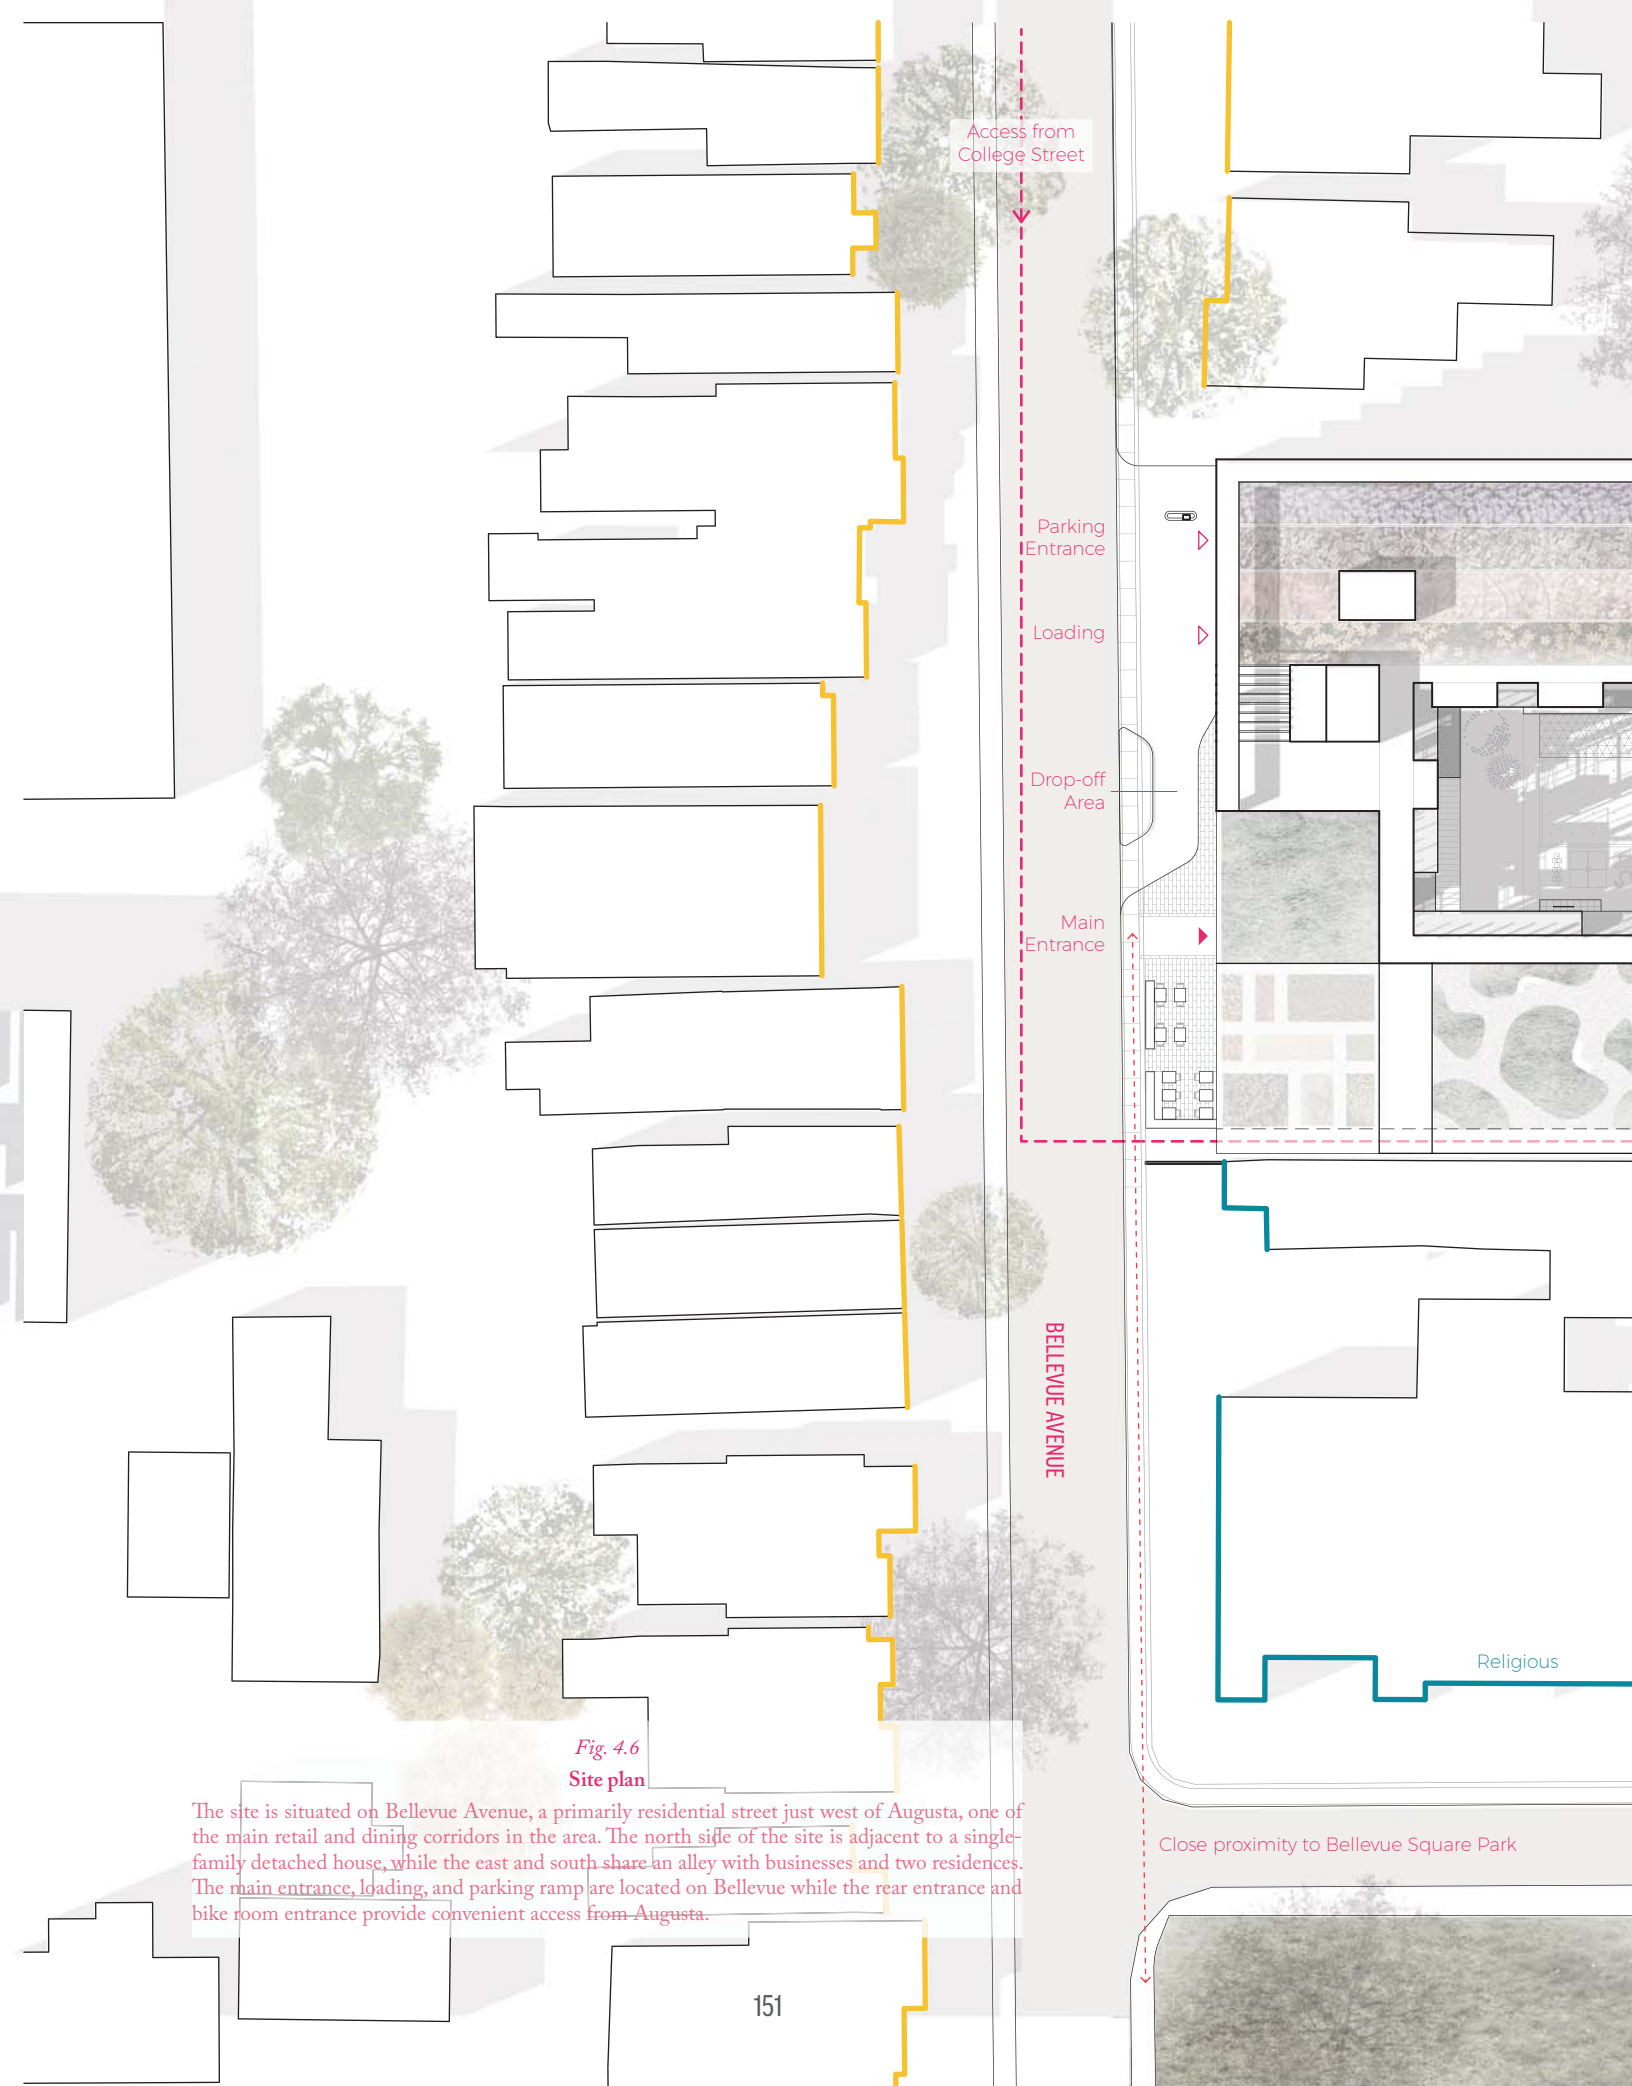 Access from
College Street
Parking
Entrance
Loading
Drop-off
Area
Main
Entrance
BELLEVUE AVENUE
Religious
Fig. 4.6
Site plan
The site is situated on Bellevue Avenue, a primarily residential street just west of Augusta, one of
the main retail and dining corridors in the area. The north side of the site is adjacent to a single-
family detached house, while the east and south share an alley with businesses and two residences.
The main entrance, loading, and parking ramp are located on Bellevue while the rear entrance and
bike room entrance provide convenient access from Augusta.
Close proximity to Bellevue Square Park
151